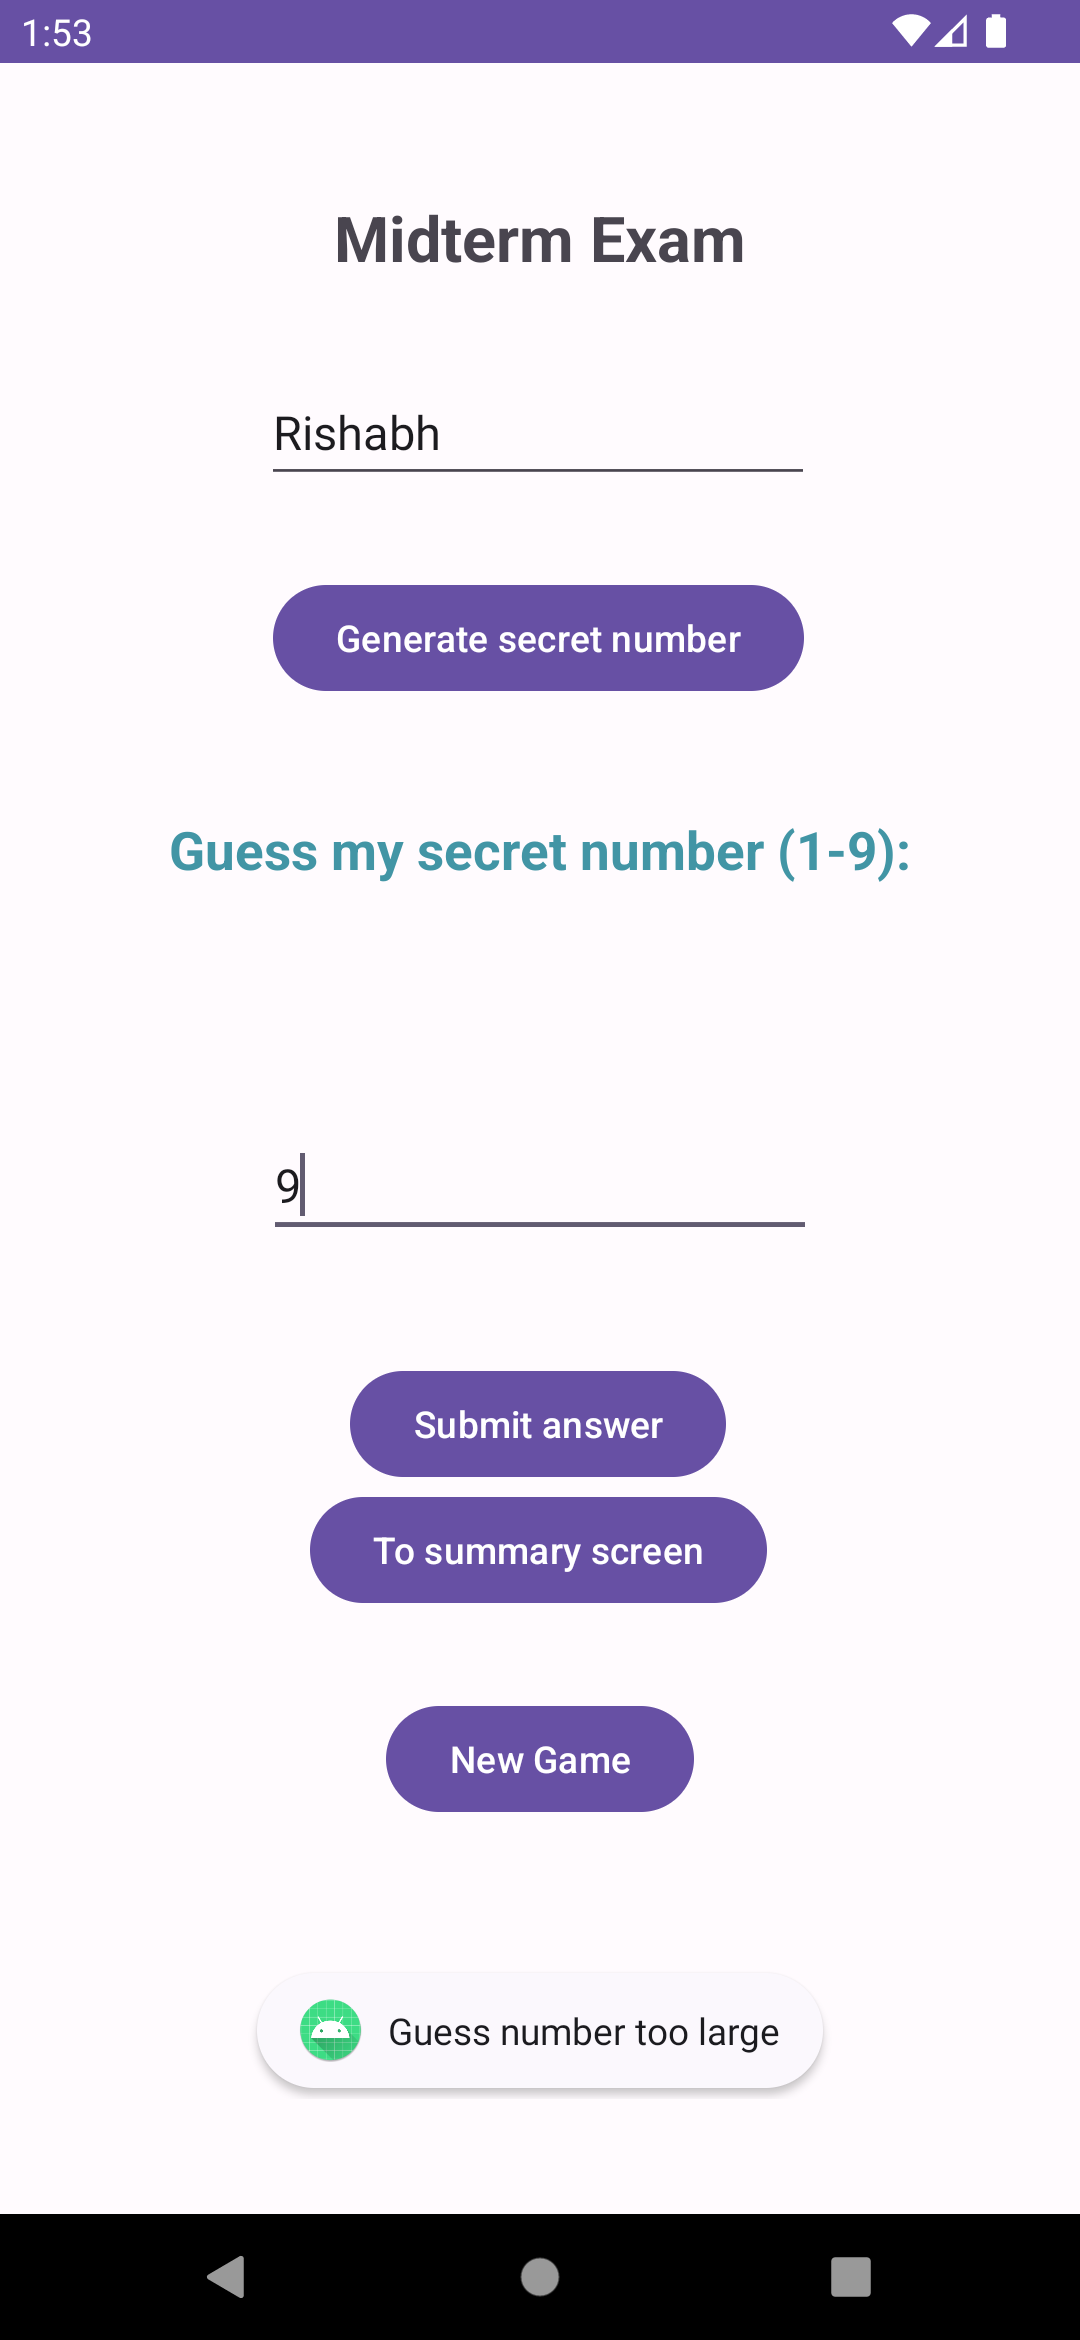 1:53
Midterm Exam
Rishabh
Generate secret number
Guess my secret number (1-9):
9
Submit answer
To summary screen
New Game
Guess number too large